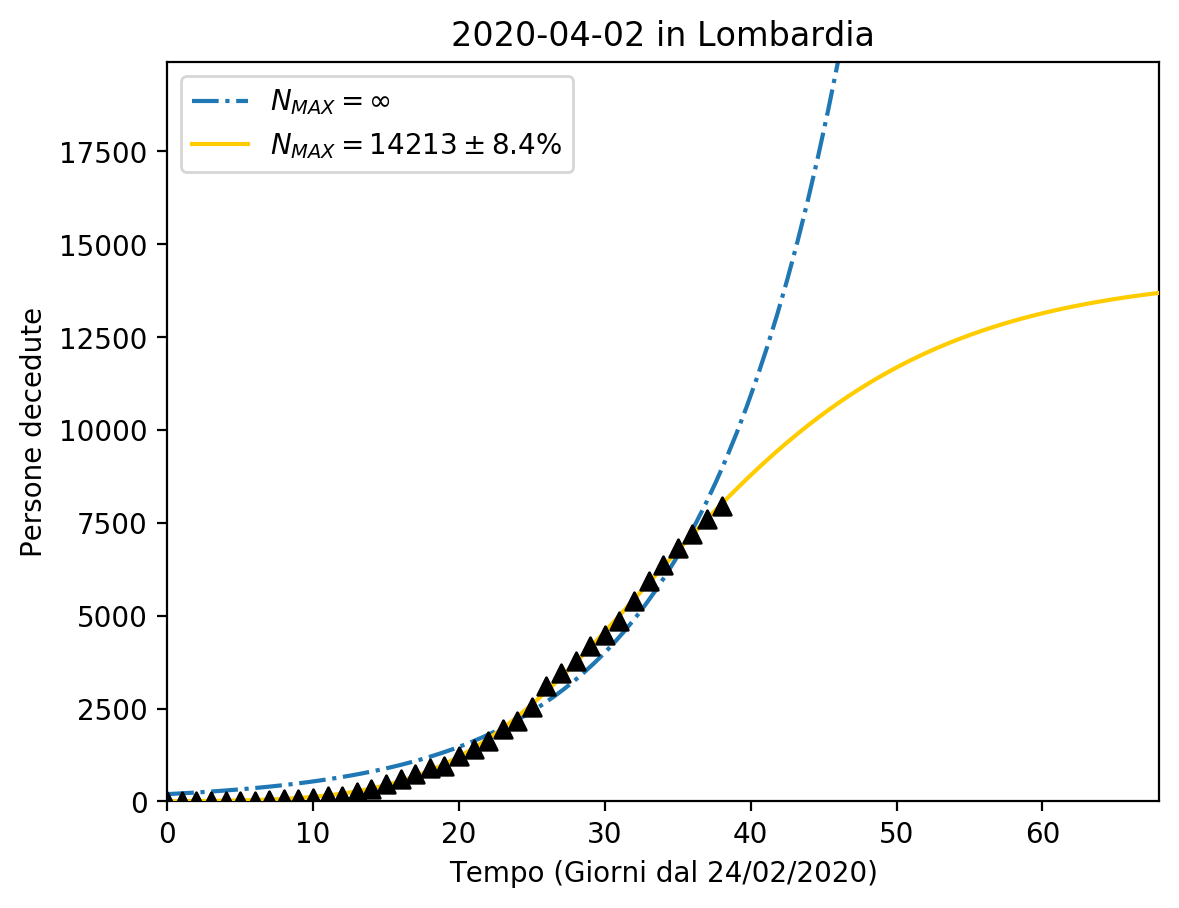 2020-04-02 in Lombardia
N_MAX = ∞
N_MAX = 14213 ± 8.4%
Persone decedute
17500
15000
12500
10000
7500
5000
2500
0
0 10 20 30 40 50 60
Tempo (Giorni dal 24/02/2020)